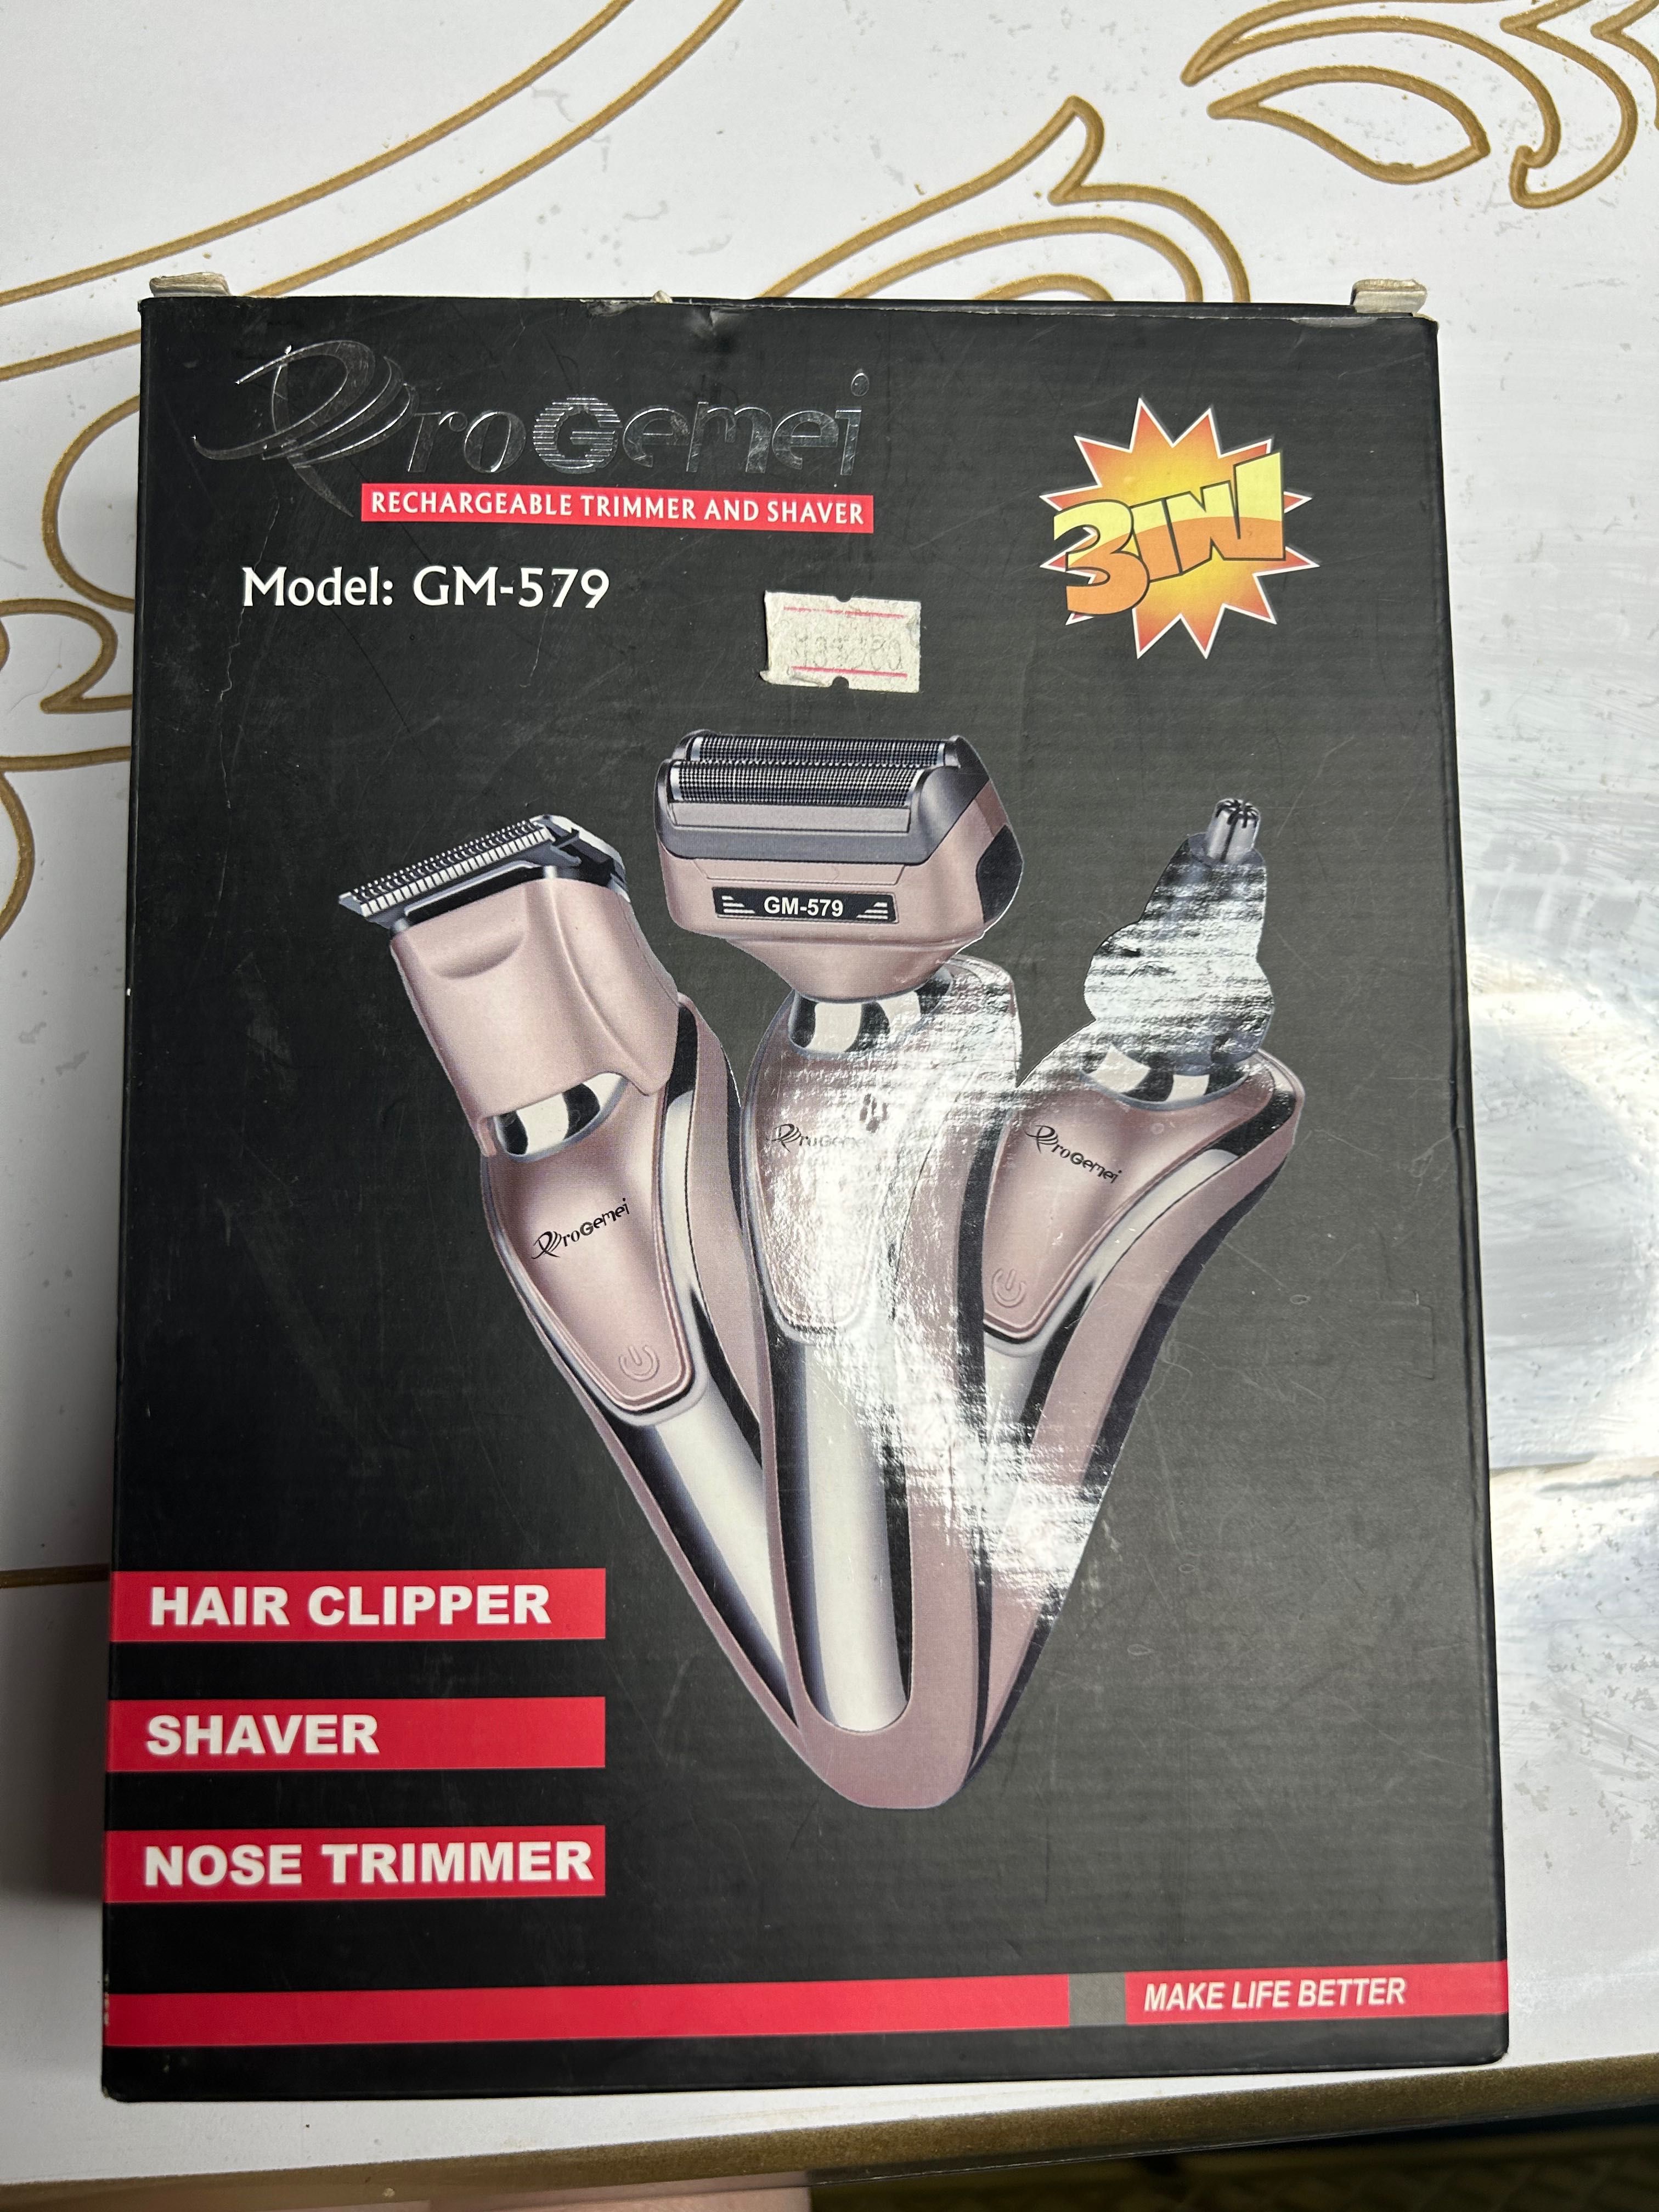 ProGemei
RECHARGEABLE TRIMMER AND SHAVER
3IN1
Model: GM-579
GM-579
ProGemei
ProGemei
ProGemei
HAIR CLIPPER
SHAVER
NOSE TRIMMER
MAKE LIFE BETTER